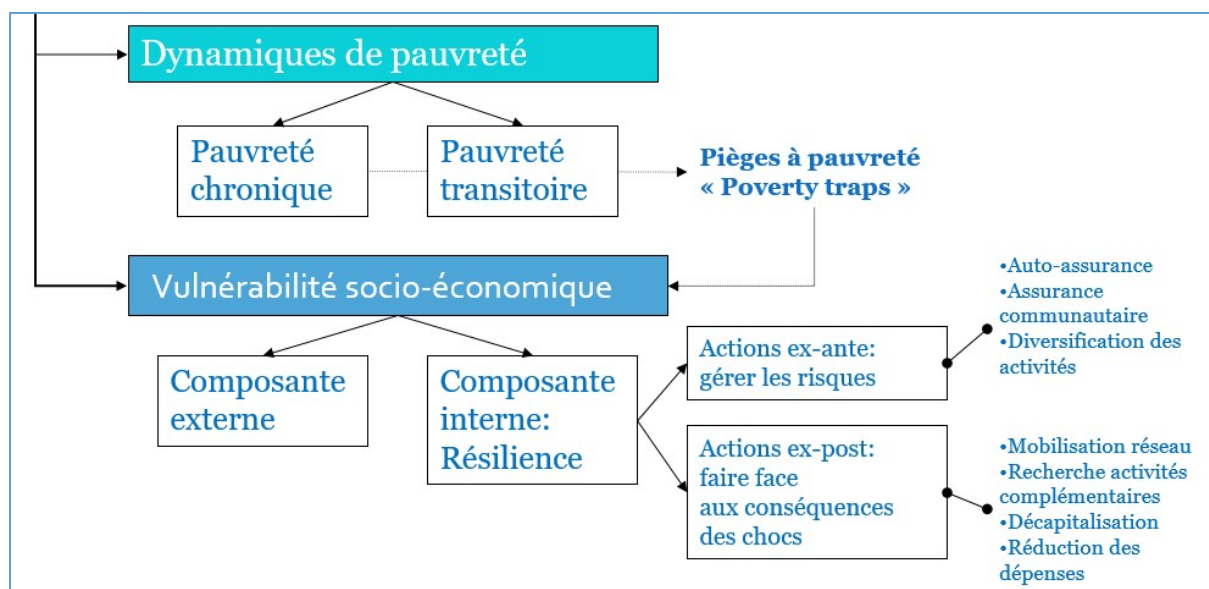 Dynamiques de pauvreté
Pauvreté
chronique
Pauvreté
transitoire
Pièges à pauvreté
« Poverty traps »
Vulnérabilité socio-économique
Composante
externe
Composante
interne:
Résilience
Actions ex-ante:
gérer les risques
•Auto-assurance
•Assurance
communautaire
•Diversification des
activités
Actions ex-post:
faire face
aux conséquences
des chocs
•Mobilisation réseau
•Recherche activités
complémentaires
•Décapitalisation
•Réduction des
dépenses